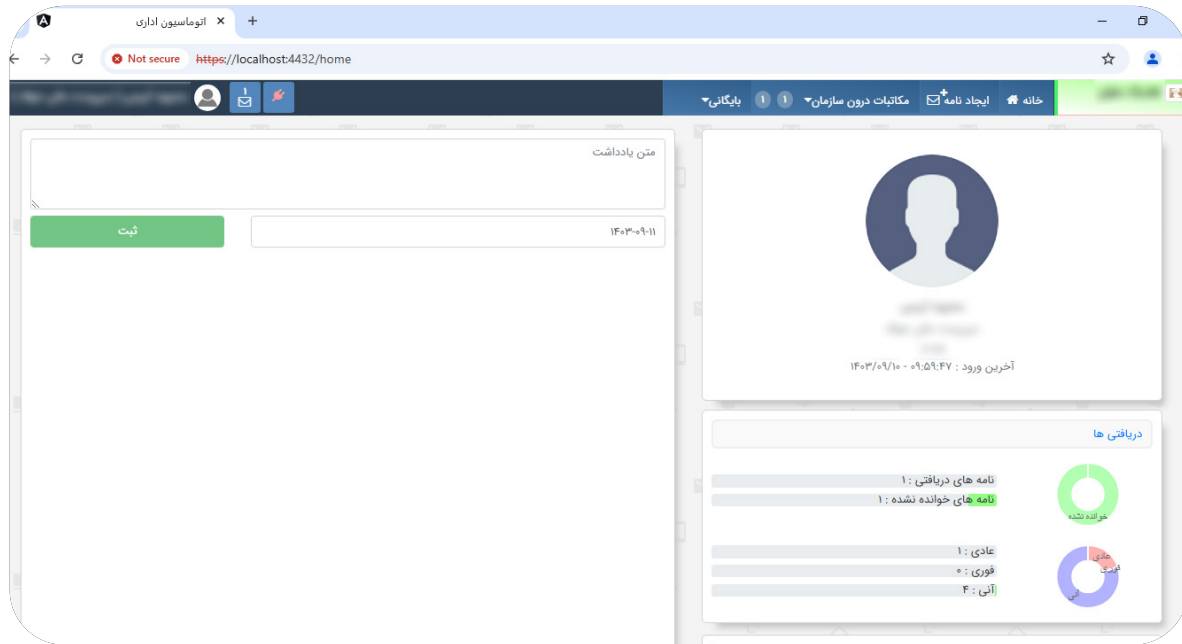 اتوماسیون اداری
Not secure https://localhost:4432/home
خانه ایجاد نامه مکاتبات درون سازمان ۱ ۱ بایگانی
1
آخرین ورود : ۰۹:۵۹:۴۷ - ۱۴۰۳/۰۹/۱۰
دریافتی ها
نامه های دریافتی : ۱
نامه های خوانده نشده : ۱
خوانده نشده
عادی : ۱
فوری : ۰
آنی : ۴
عادی
فوری
آنی
متن یادداشت
۱۴۰۳-۰۹-۱۱
ثبت